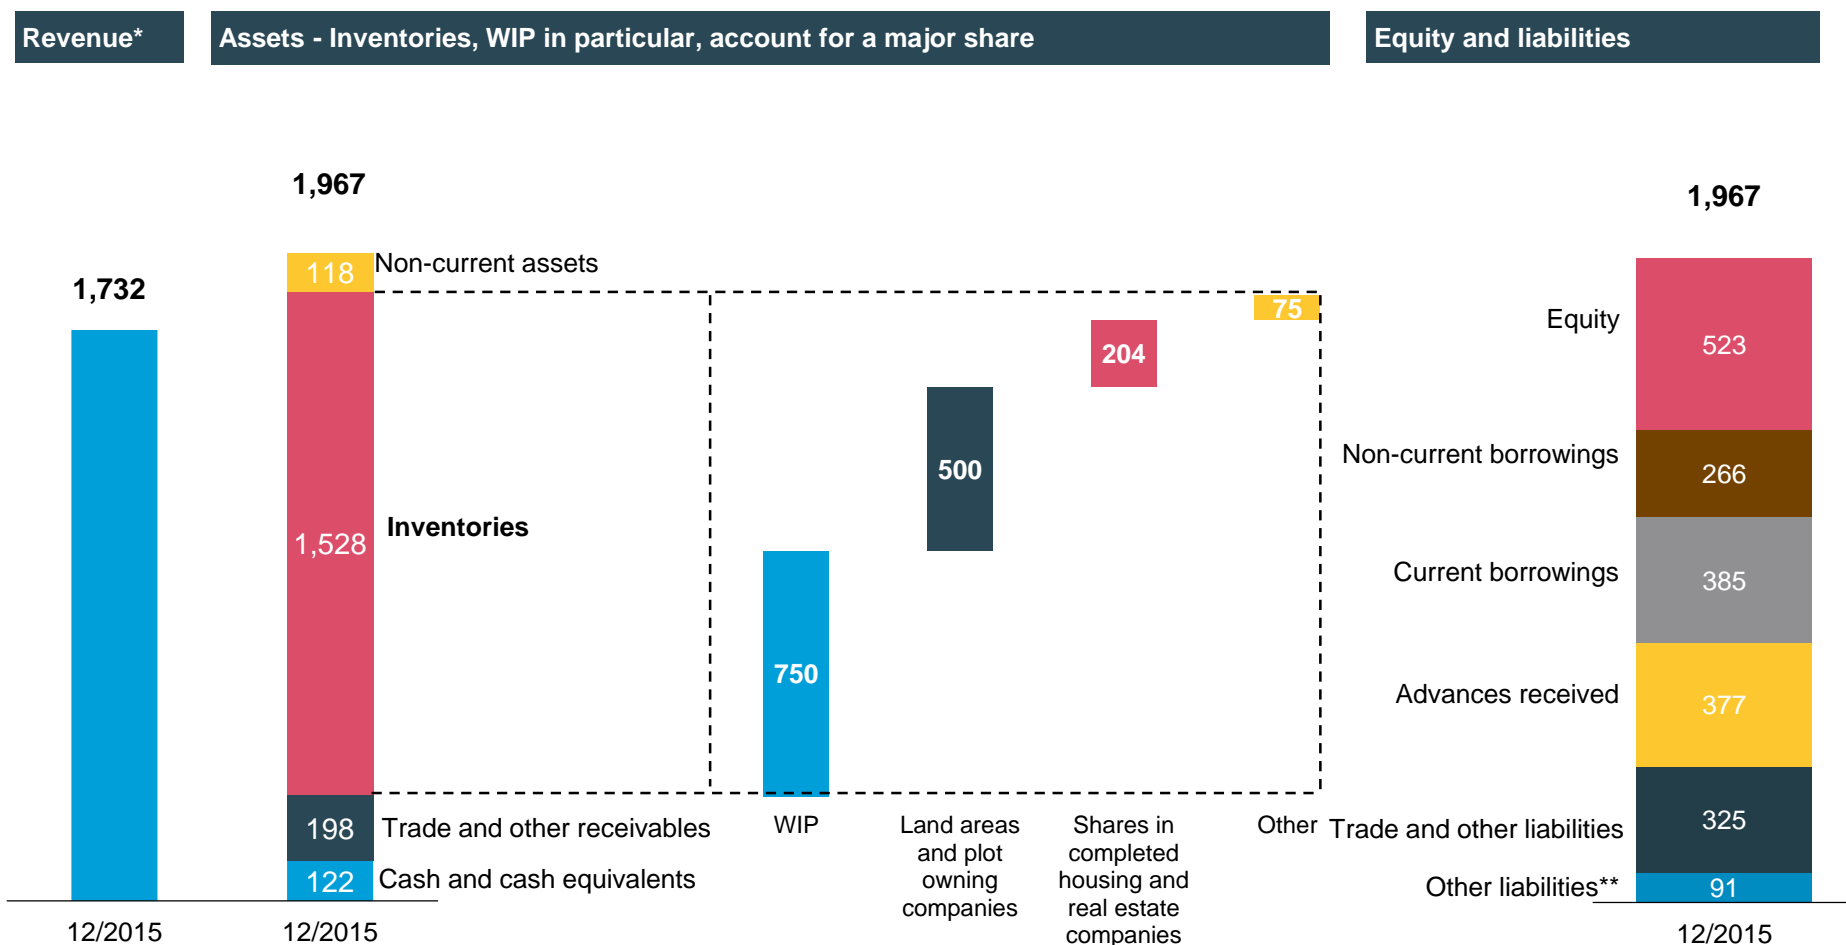 Revenue*
Assets - Inventories, WIP in particular, account for a major share
Equity and liabilities
1,732
12/2015
1,967
118
Non-current assets
1,528
Inventories
198
Trade and other receivables
122
Cash and cash equivalents
12/2015
750
500
204
75
WIP
Land areas
and plot
owning
companies
Shares in
completed
housing and
real estate
companies
Other
1,967
Equity
523
Non-current borrowings
266
Current borrowings
385
Advances received
377
Trade and other liabilities
325
Other liabilities**
91
12/2015